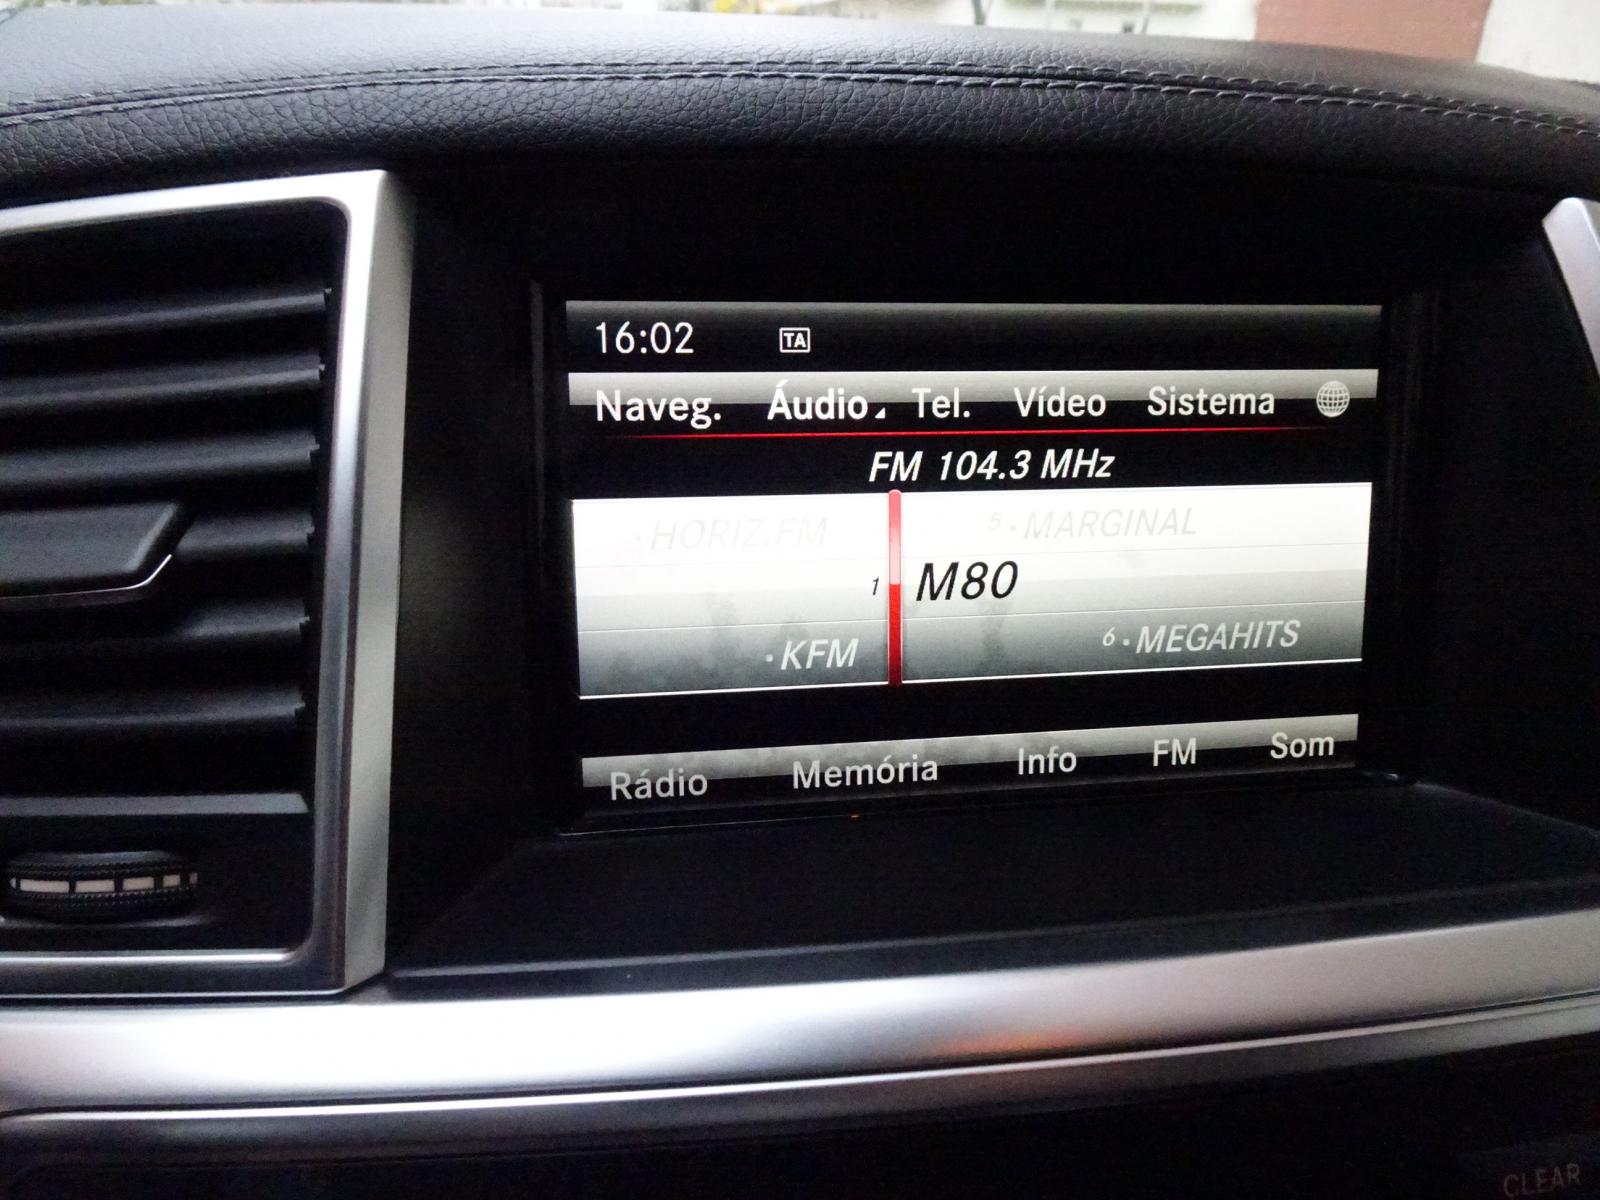 16:02 TA
Naveg. Áudio Tel. Vídeo Sistema
FM 104.3 MHz
·HORIZ.FM 5·MARGINAL
1 M80
·KFM 6·MEGAHITS
Rádio Memória Info FM Som
CLEAR